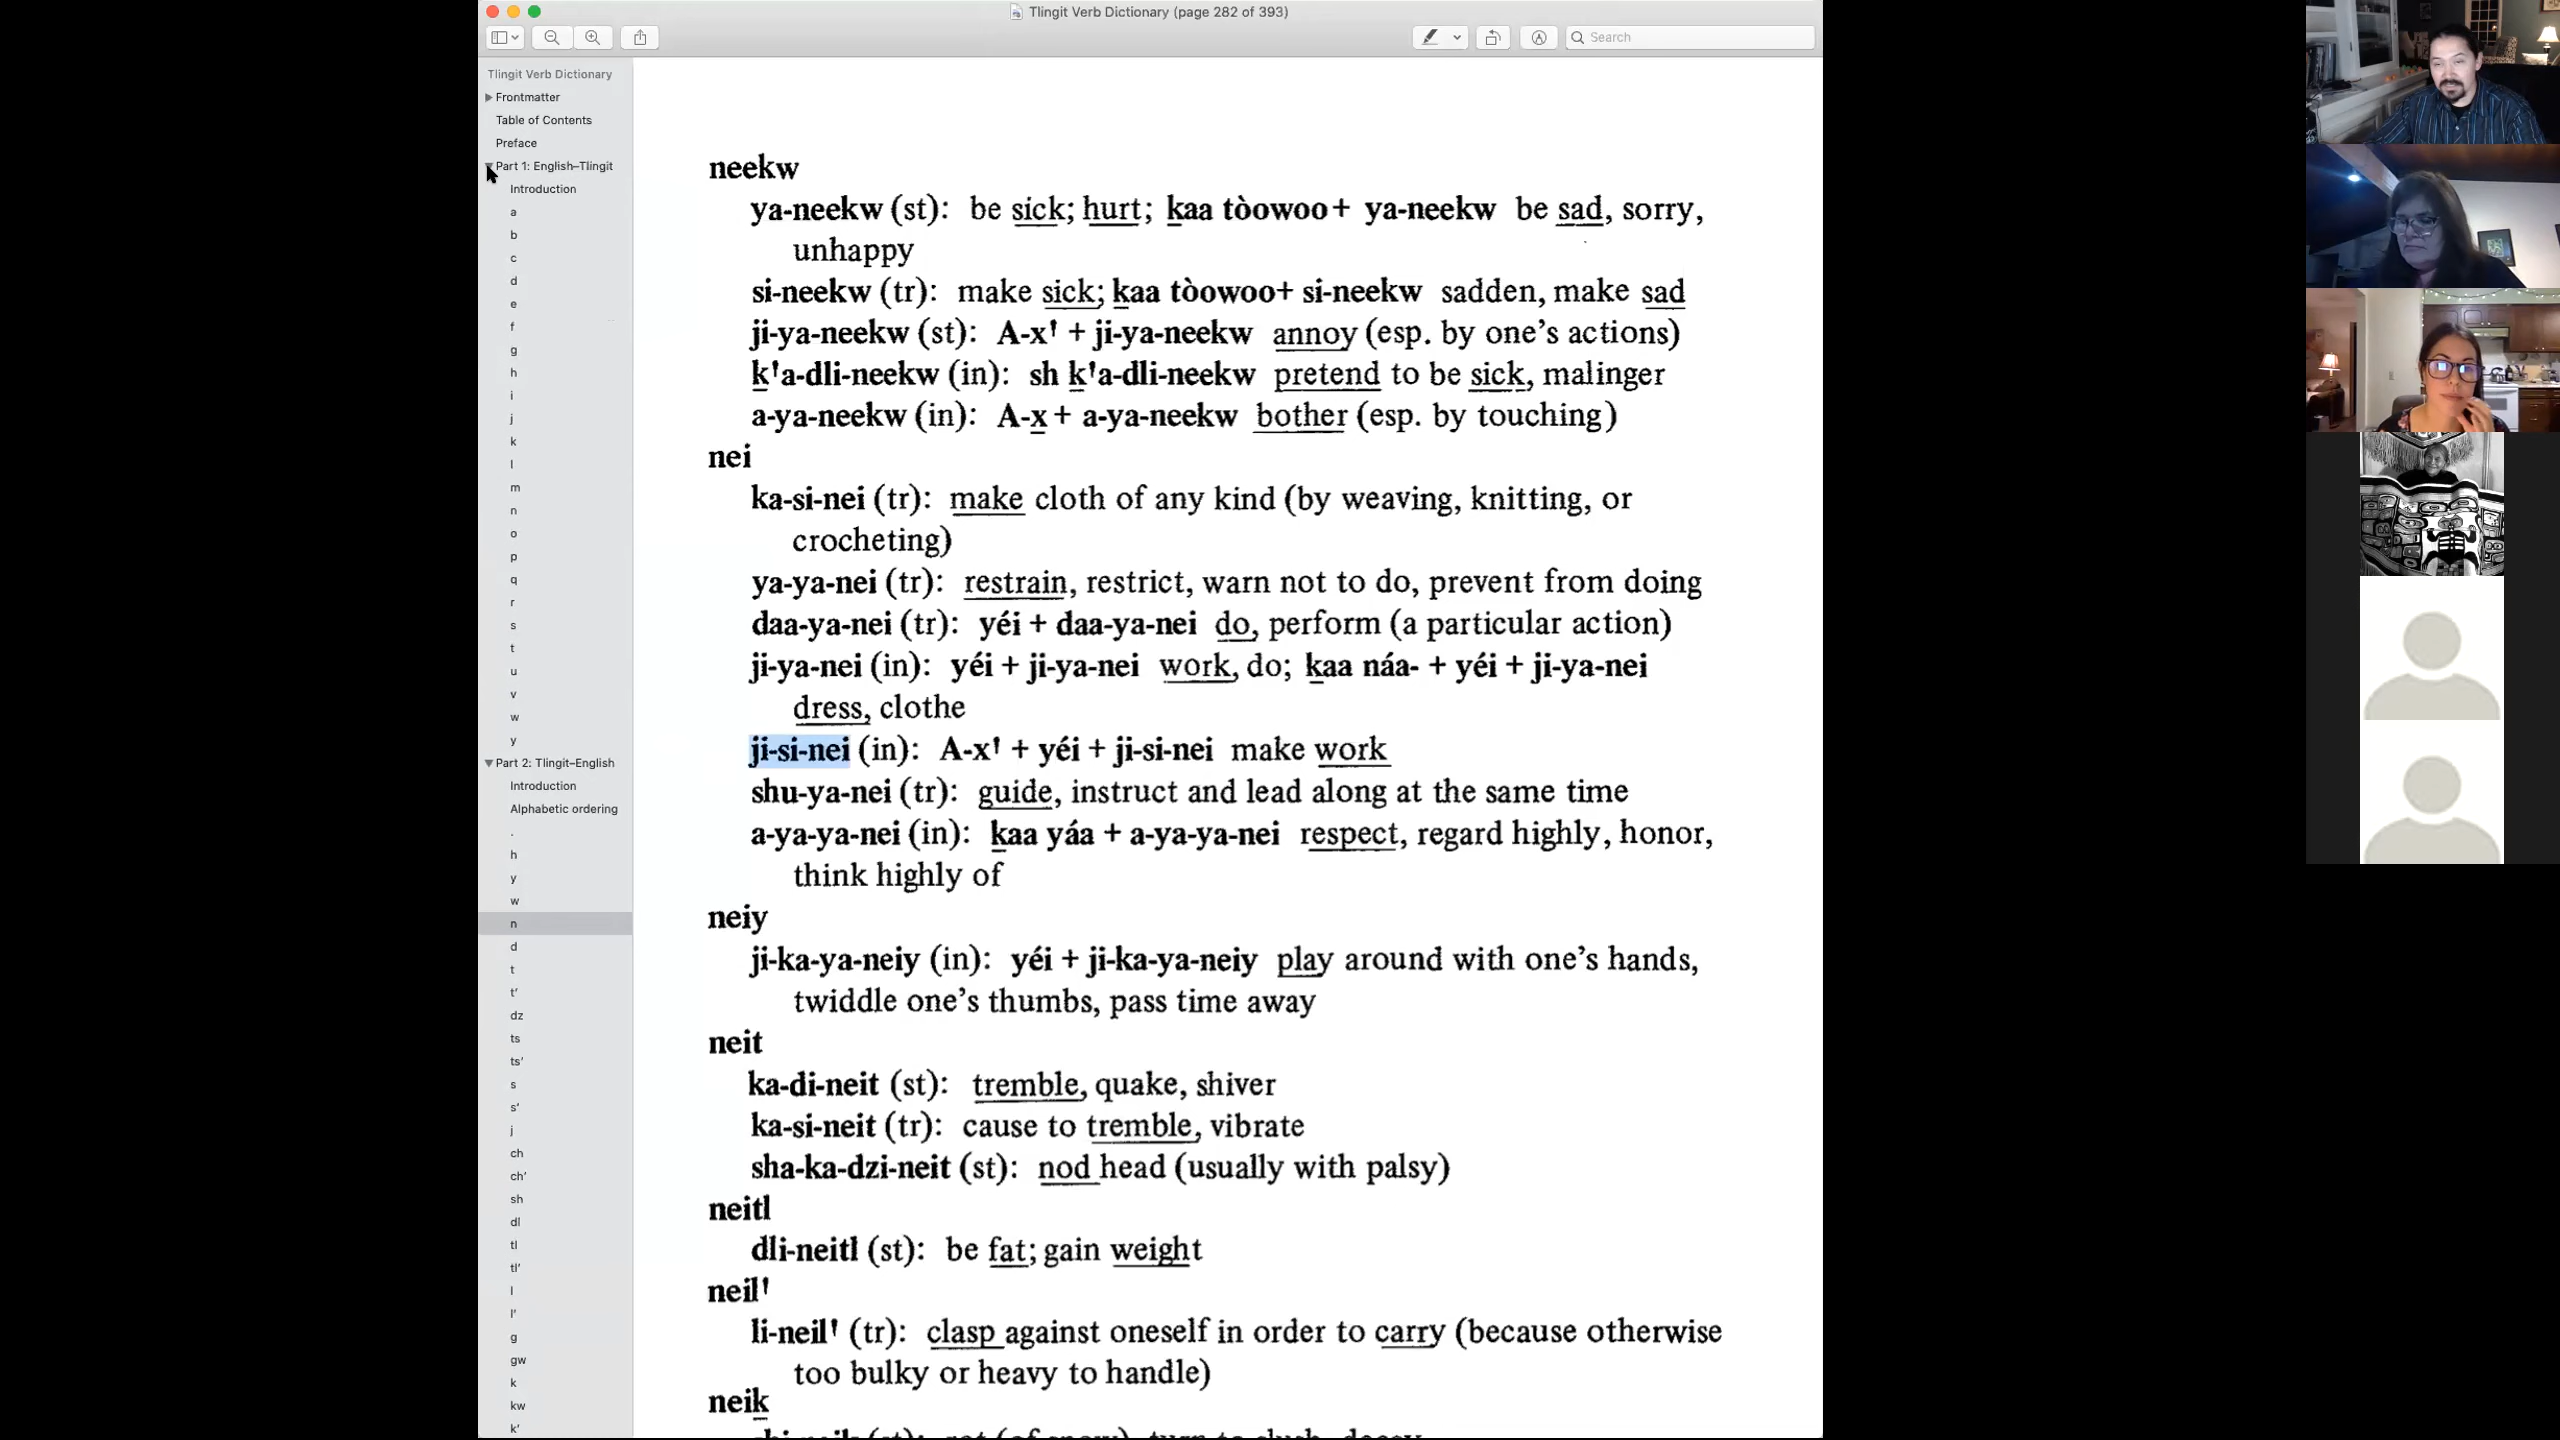 Tlingit Verb Dictionary (page 282 of 393)
Search
Tlingit Verb Dictionary
Frontmatter
Table of Contents
Preface
Part 1: English–Tlingit
Introduction
a
b
c
d
e
f
g
h
i
j
k
l
m
n
o
p
q
r
s
t
u
v
w
y
Part 2: Tlingit–English
Introduction
Alphabetic ordering
.
h
y
w
n
d
t
t'
dz
ts
ts'
s
s'
j
ch
ch'
sh
dl
tl
tl'
l
l'
g
gw
k
kw
k'
neekw
ya-neekw (st): be sick; hurt; ḵaa tòowoo+ ya-neekw be sad, sorry,
unhappy
si-neekw (tr): make sick; ḵaa tòowoo+ si-neekw sadden, make sad
ji-ya-neekw (st): A-x' + ji-ya-neekw annoy (esp. by one's actions)
ḵ'a-dli-neekw (in): sh ḵ'a-dli-neekw pretend to be sick, malinger
a-ya-neekw (in): A-x̱+ a-ya-neekw bother (esp. by touching)
nei
ka-si-nei (tr): make cloth of any kind (by weaving, knitting, or
crocheting)
ya-ya-nei (tr): restrain, restrict, warn not to do, prevent from doing
daa-ya-nei (tr): yéi + daa-ya-nei do, perform (a particular action)
ji-ya-nei (in): yéi + ji-ya-nei work, do; ḵaa náa- + yéi + ji-ya-nei
dress, clothe
ji-si-nei (in): A-x' + yéi + ji-si-nei make work
shu-ya-nei (tr): guide, instruct and lead along at the same time
a-ya-ya-nei (in): ḵaa yáa + a-ya-ya-nei respect, regard highly, honor,
think highly of
neiy
ji-ka-ya-neiy (in): yéi + ji-ka-ya-neiy play around with one's hands,
twiddle one's thumbs, pass time away
neit
ka-di-neit (st): tremble, quake, shiver
ka-si-neit (tr): cause to tremble, vibrate
sha-ka-dzi-neit (st): nod head (usually with palsy)
neitl
dli-neitl (st): be fat; gain weight
neil'
li-neil' (tr): clasp against oneself in order to carry (because otherwise
too bulky or heavy to handle)
neiḵ